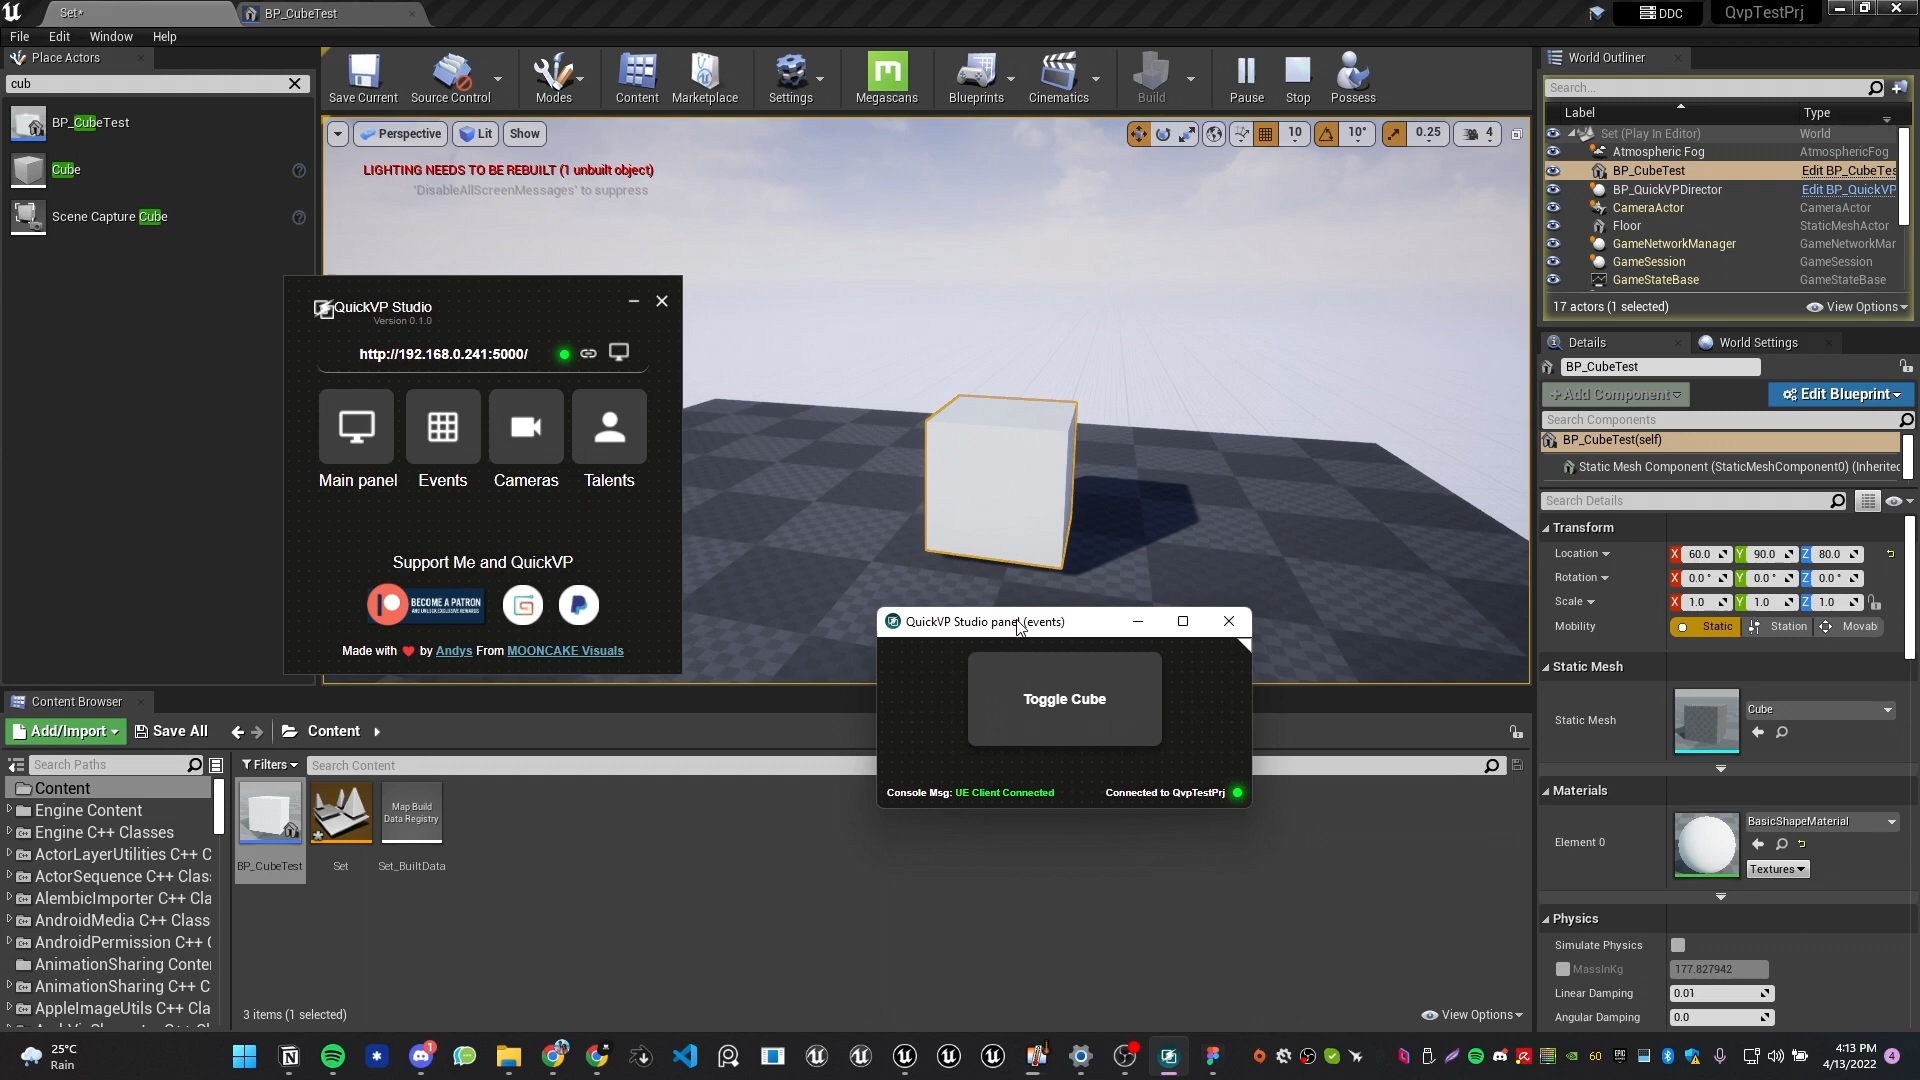 Set*
BP_CubeTest
DDC
QvpTestPrj
File Edit Window Help
Place Actors
cub
BP_CubeTest
Cube
Scene Capture Cube
Save Current
Source Control
Modes
Content
Marketplace
Settings
Megascans
Blueprints
Cinematics
Build
Pause
Stop
Possess
Perspective
Lit
Show
10
10°
0.25
4
LIGHTING NEEDS TO BE REBUILT (1 unbuilt object)
'DisableAllScreenMessages' to suppress
QuickVP Studio
Version 0.1.0
http://192.168.0.241:5000/
Main panel Events Cameras Talents
Support Me and QuickVP
BECOME A PATRON
AND UNLOCK EXCLUSIVE REWARDS
Made with ❤ by Andys From MOONCAKE Visuals
QuickVP Studio panel (events)
Toggle Cube
Console Msg: UE Client Connected
Connected to QvpTestPrj
World Outliner
Search...
Label Type
Set (Play In Editor) World
Atmospheric Fog AtmosphericFog
BP_CubeTest Edit BP_CubeTes
BP_QuickVPDirector Edit BP_QuickVP
CameraActor CameraActor
Floor StaticMeshActor
GameNetworkManager GameNetworkMar
GameSession GameSession
GameStateBase GameStateBase
17 actors (1 selected)
View Options
Details
World Settings
BP_CubeTest
+Add Component
Edit Blueprint
Search Components
BP_CubeTest(self)
Static Mesh Component (StaticMeshComponent0) (Inherited
Search Details
Transform
Location X 60.0 Y 90.0 Z 80.0
Rotation X 0.0° Y 0.0° Z 0.0°
Scale X 1.0 Y 1.0 Z 1.0
Mobility Static Station Movab
Static Mesh
Static Mesh Cube
Materials
Element 0 BasicShapeMaterial
Textures
Physics
Simulate Physics
MassInKg 177.827942
Linear Damping 0.01
Angular Damping 0.0
Content Browser
Add/Import
Save All
Content
Search Paths
Filters
Search Content
Content
Engine Content
Engine C++ Classes
ActorLayerUtilities C++ C
ActorSequence C++ Clas
AlembicImporter C++ Cla
AndroidMedia C++ Class
AndroidPermission C++ (
AnimationSharing Conte
AnimationSharing C++ C
AppleImageUtils C++ Cla
Map Build
Data Registry
BP_CubeTest
Set
Set_BuiltData
3 items (1 selected)
View Options
25°C
Rain
1
60
EPIC
4:13 PM
4/13/2022
4